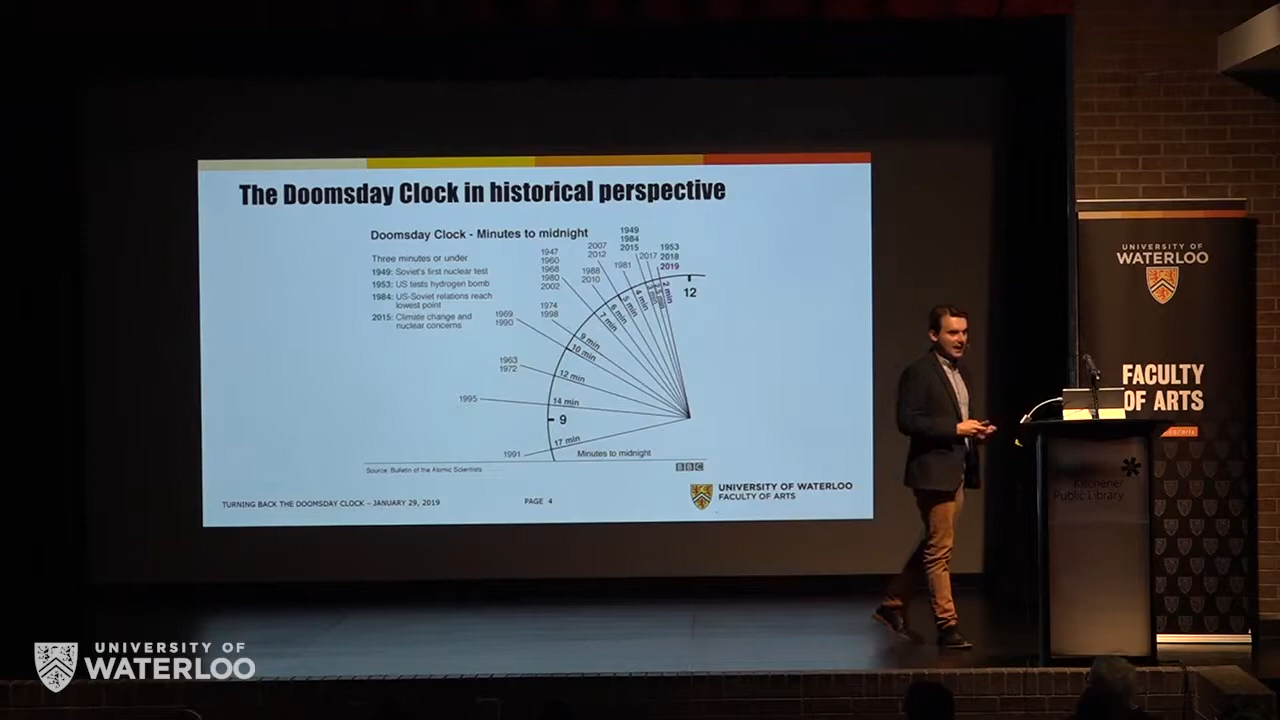 The Doomsday Clock in historical perspective
Doomsday Clock - Minutes to midnight
Three minutes or under
1949: Soviet's first nuclear test
1953: US tests hydrogen bomb
1984: US-Soviet relations reach
lowest point
2015: Climate change and
nuclear concerns
1949
1984
2015
2007
2012
1953
2018
2019
2017
1947
1960
1968
1980
2002
1981
1988
2010
1974
1998
1969
1990
1963
1972
1995
1991
12
2 min
4 min
5 min
6 min
7 min
9 min
10 min
12 min
14 min
9
17 min
Minutes to midnight
Source: Bulletin of the Atomic Scientists
BBC
TURNING BACK THE DOOMSDAY CLOCK – JANUARY 29, 2019
PAGE 4
UNIVERSITY OF WATERLOO
FACULTY OF ARTS
UNIVERSITY OF
WATERLOO
FACULTY
OF ARTS
Kitchener
Public Library
UNIVERSITY OF
WATERLOO